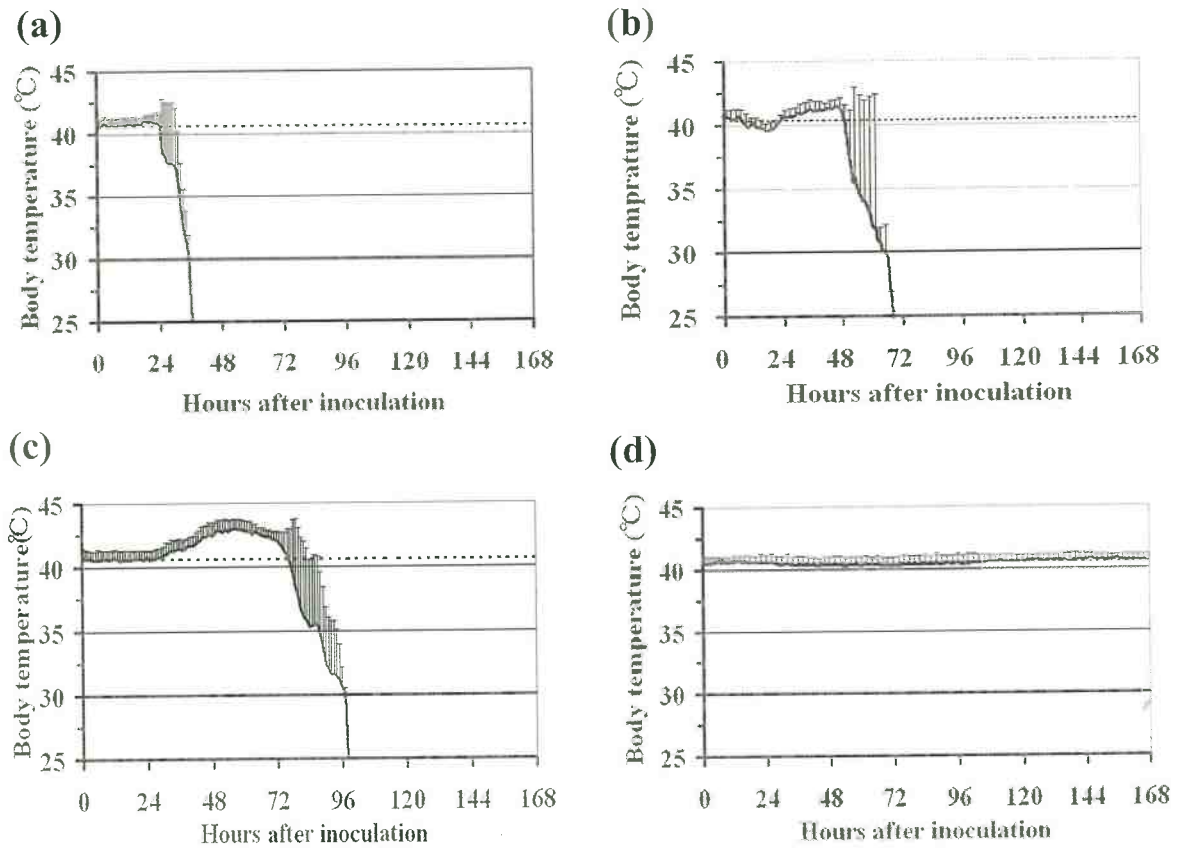 (a)
Body temperature (℃)
45
40
35
30
25
0 24 48 72 96 120 144 168
Hours after inoculation
(b)
Body temprature (℃)
45
40
35
30
25
0 24 48 72 96 120 144 168
Hours after inoculation
(c)
Body temperature(℃)
45
40
35
30
25
0 24 48 72 96 120 144 168
Hours after inoculation
(d)
Body temperature (℃)
45
40
35
30
25
0 24 48 72 96 120 144 168
Hours after inoculation